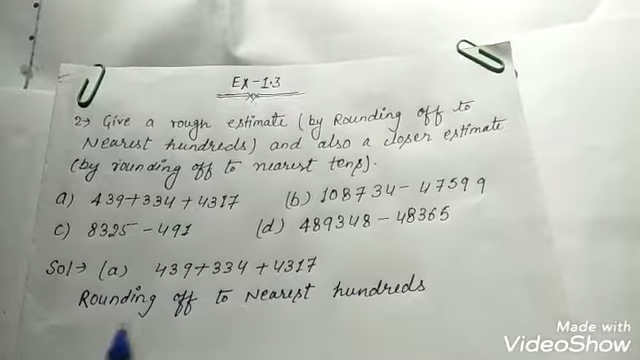 Ex-1.3
2→ Give a rough estimate (by Rounding off to
Nearest hundreds) and also a closer estimate
(by rounding off to nearest tens).
a) 439+334+4317 (b) 108734-47599
c) 8325-491 (d) 489348-48365
Sol→ (a) 439+334+4317
Rounding off to Nearest hundreds
Made with
VideoShow